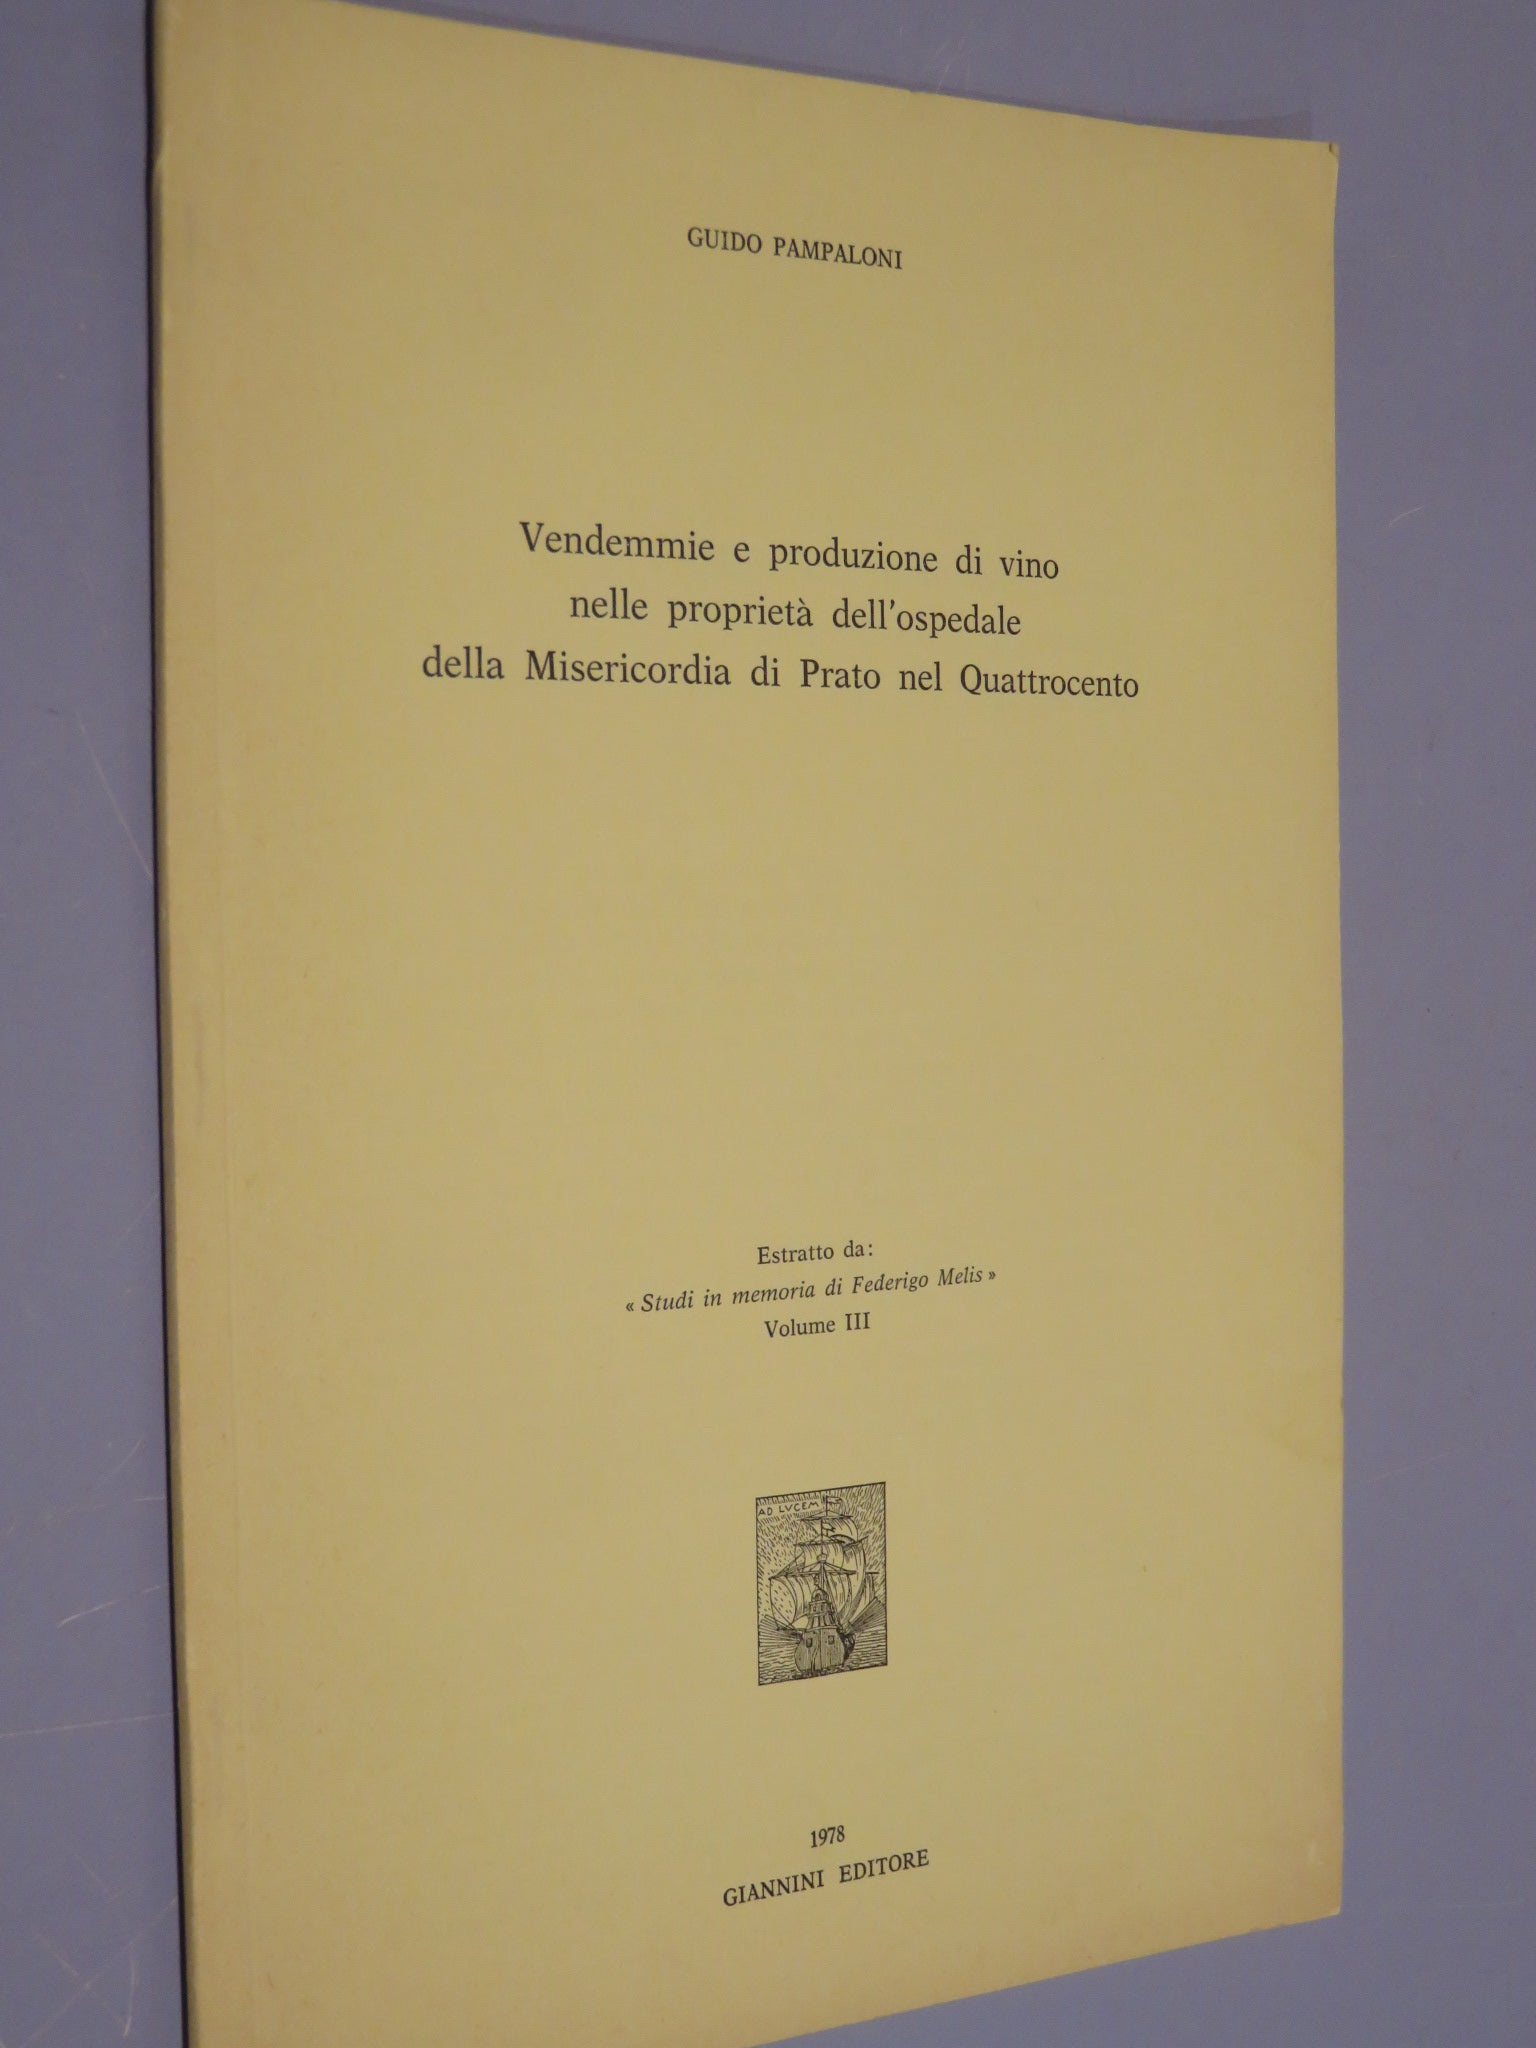 GUIDO PAMPALONI
Vendemmie e produzione di vino
nelle proprietà dell'ospedale
della Misericordia di Prato nel Quattrocento
Estratto da:
« Studi in memoria di Federigo Melis »
Volume III
AD LVCEM
1978
GIANNINI EDITORE